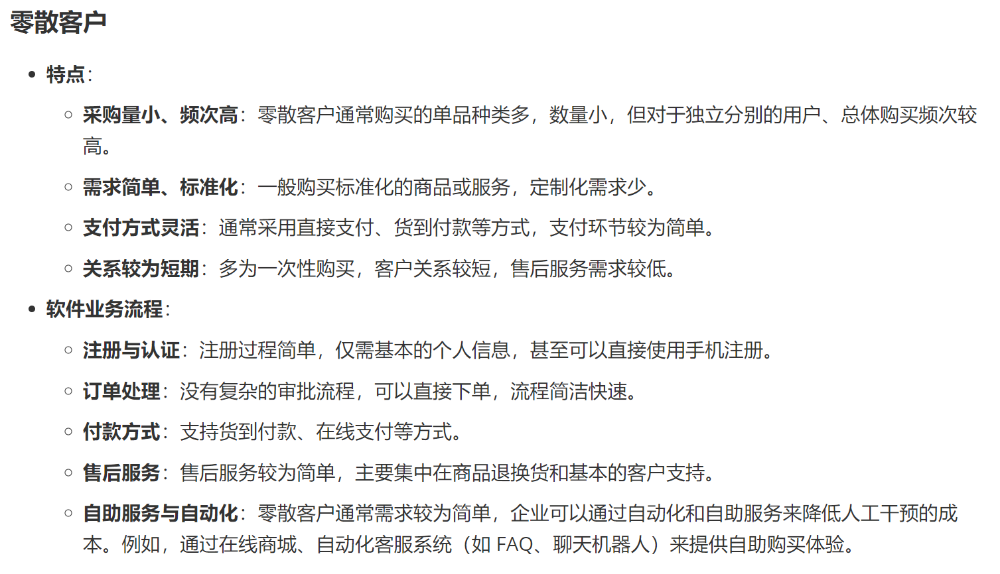 零散客户
特点：
采购量小、频次高：零散客户通常购买的单品种类多，数量小，但对于独立分别的用户、总体购买频次较
高。
需求简单、标准化：一般购买标准化的商品或服务，定制化需求少。
支付方式灵活：通常采用直接支付、货到付款等方式，支付环节较为简单。
关系较为短期：多为一次性购买，客户关系较短，售后服务需求较低。
软件业务流程：
注册与认证：注册过程简单，仅需基本的个人信息，甚至可以直接使用手机注册。
订单处理：没有复杂的审批流程，可以直接下单，流程简洁快速。
付款方式：支持货到付款、在线支付等方式。
售后服务：售后服务较为简单，主要集中在商品退换货和基本的客户支持。
自助服务与自动化：零散客户通常需求较为简单，企业可以通过自动化和自助服务来降低人工干预的成
本。例如，通过在线商城、自动化客服系统（如 FAQ、聊天机器人）来提供自助购买体验。